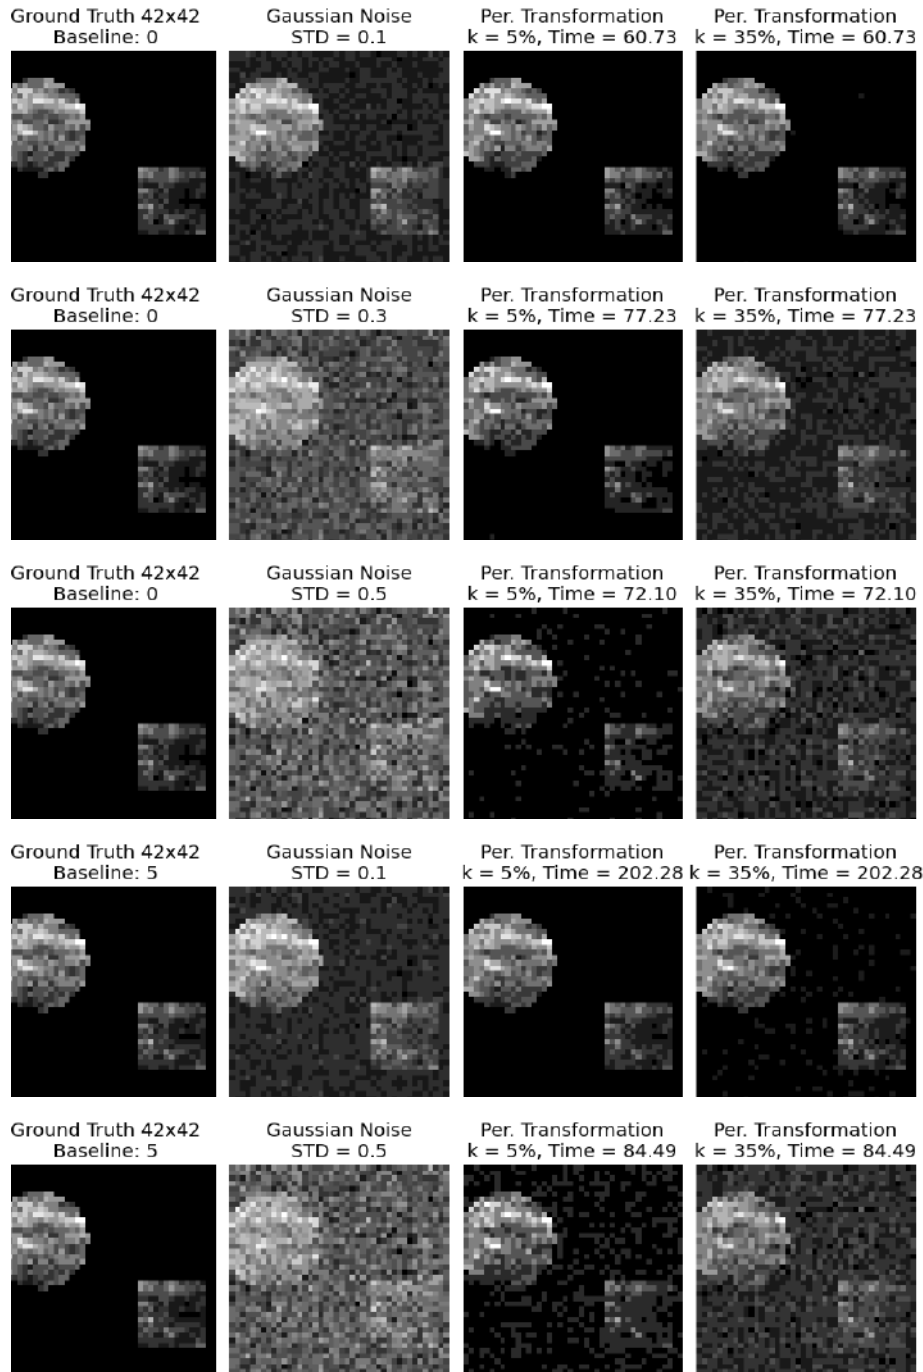 Ground Truth 42x42
Baseline: 0
Gaussian Noise
STD = 0.1
Per. Transformation
k = 5%, Time = 60.73
Per. Transformation
k = 35%, Time = 60.73
Ground Truth 42x42
Baseline: 0
Gaussian Noise
STD = 0.3
Per. Transformation
k = 5%, Time = 77.23
Per. Transformation
k = 35%, Time = 77.23
Ground Truth 42x42
Baseline: 0
Gaussian Noise
STD = 0.5
Per. Transformation
k = 5%, Time = 72.10
Per. Transformation
k = 35%, Time = 72.10
Ground Truth 42x42
Baseline: 5
Gaussian Noise
STD = 0.1
Per. Transformation
k = 5%, Time = 202.28
Per. Transformation
k = 35%, Time = 202.28
Ground Truth 42x42
Baseline: 5
Gaussian Noise
STD = 0.5
Per. Transformation
k = 5%, Time = 84.49
Per. Transformation
k = 35%, Time = 84.49